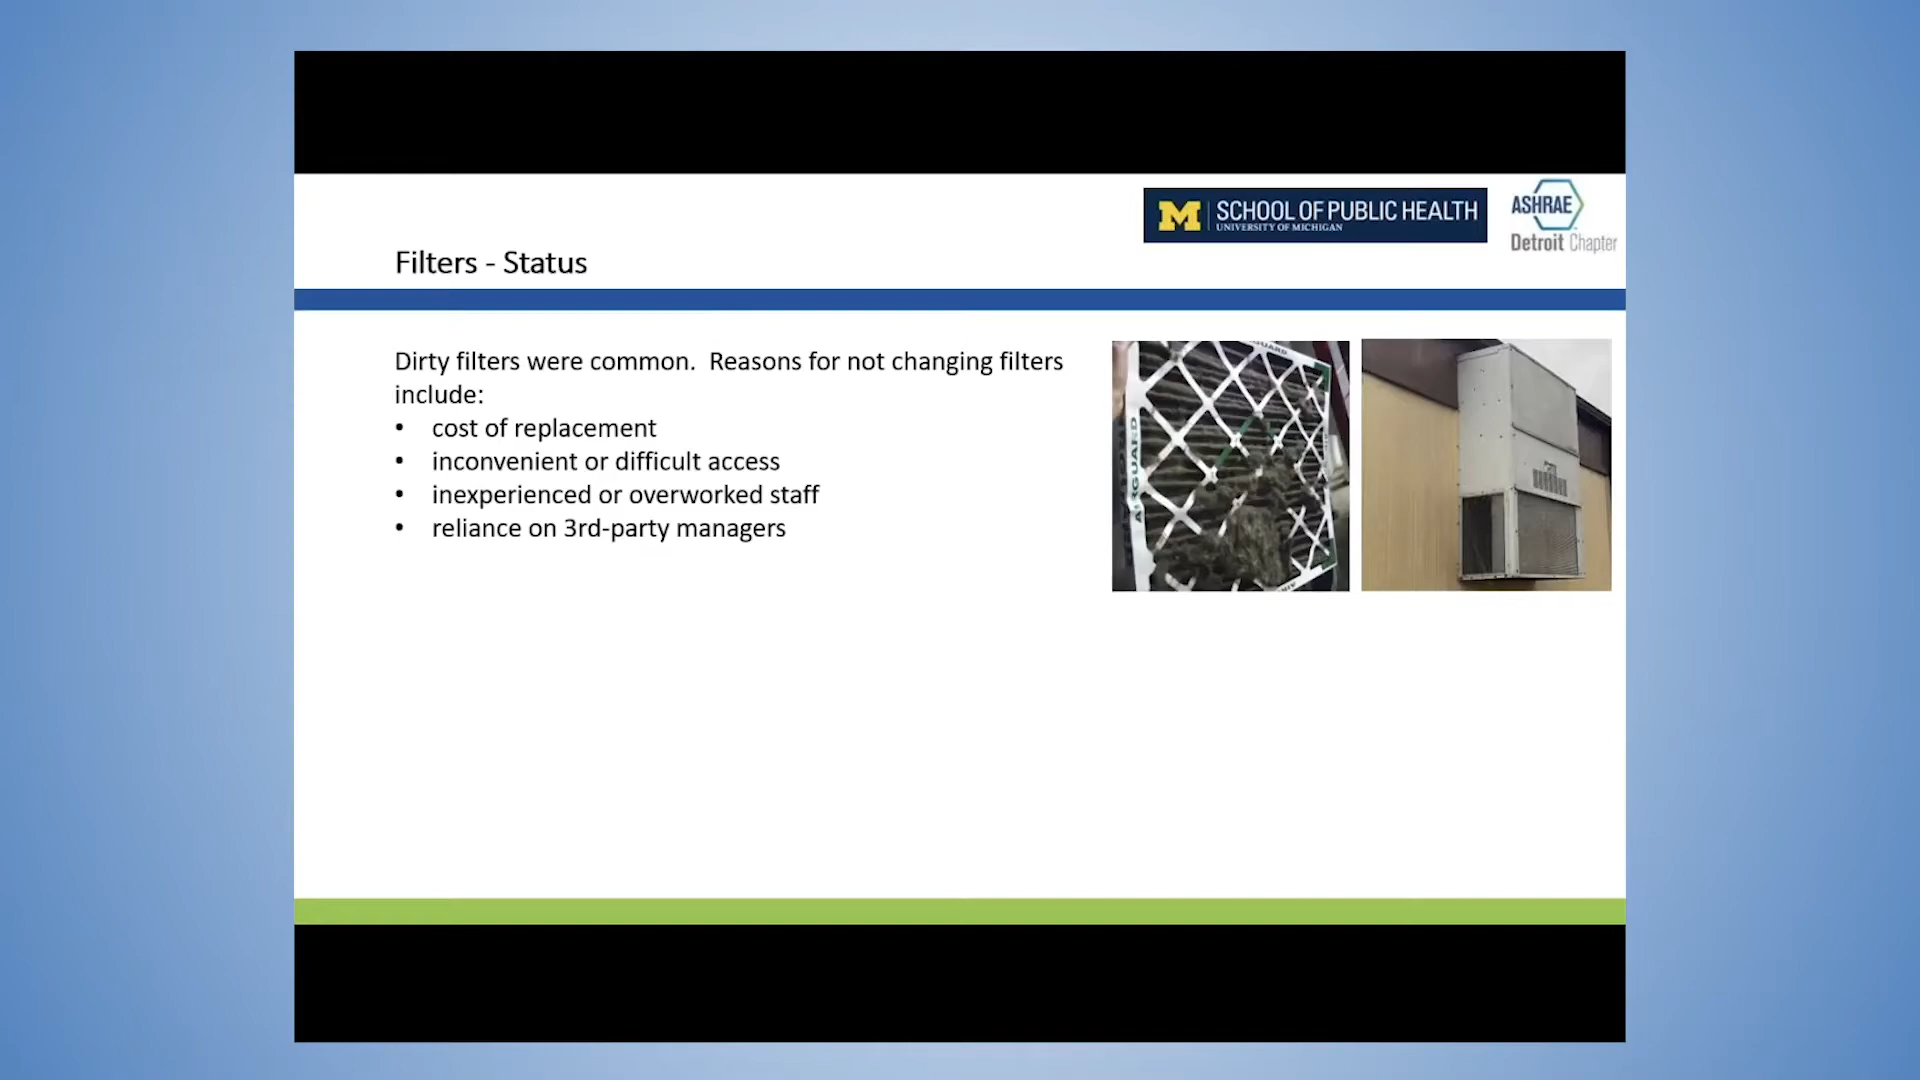 M SCHOOL OF PUBLIC HEALTH
UNIVERSITY OF MICHIGAN
ASHRAE
Detroit Chapter
Filters - Status
Dirty filters were common.  Reasons for not changing filters
include:
• cost of replacement
• inconvenient or difficult access
• inexperienced or overworked staff
• reliance on 3rd-party managers
AIRGUARD